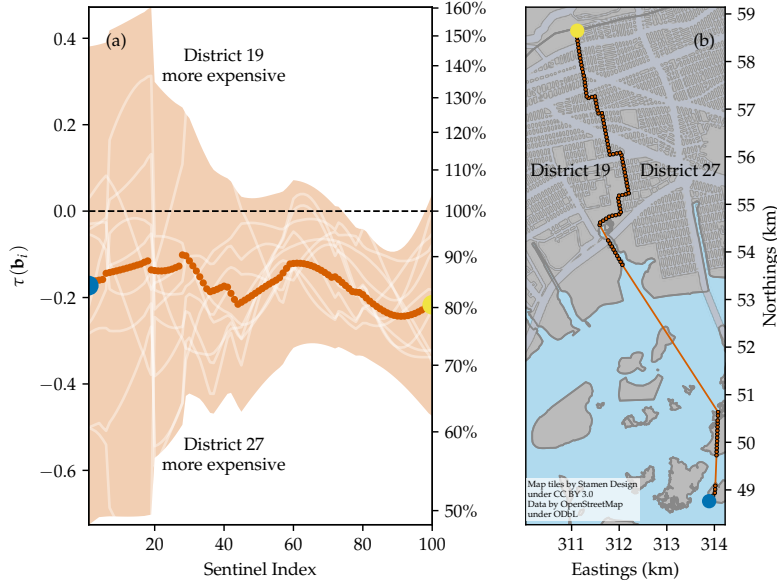 (a)
District 19
more expensive
District 27
more expensive
0.4
0.2
0.0
−0.2
−0.4
−0.6
τ(b_i)
160%
150%
140%
130%
120%
110%
100%
90%
80%
70%
60%
50%
20
40
60
80
100
Sentinel Index
(b)
District 19
District 27
Map tiles by Stamen Design
under CC BY 3.0
Data by OpenStreetMap
under ODbL
59
58
57
56
55
54
53
52
51
50
49
Northings (km)
311
312
313
314
Eastings (km)